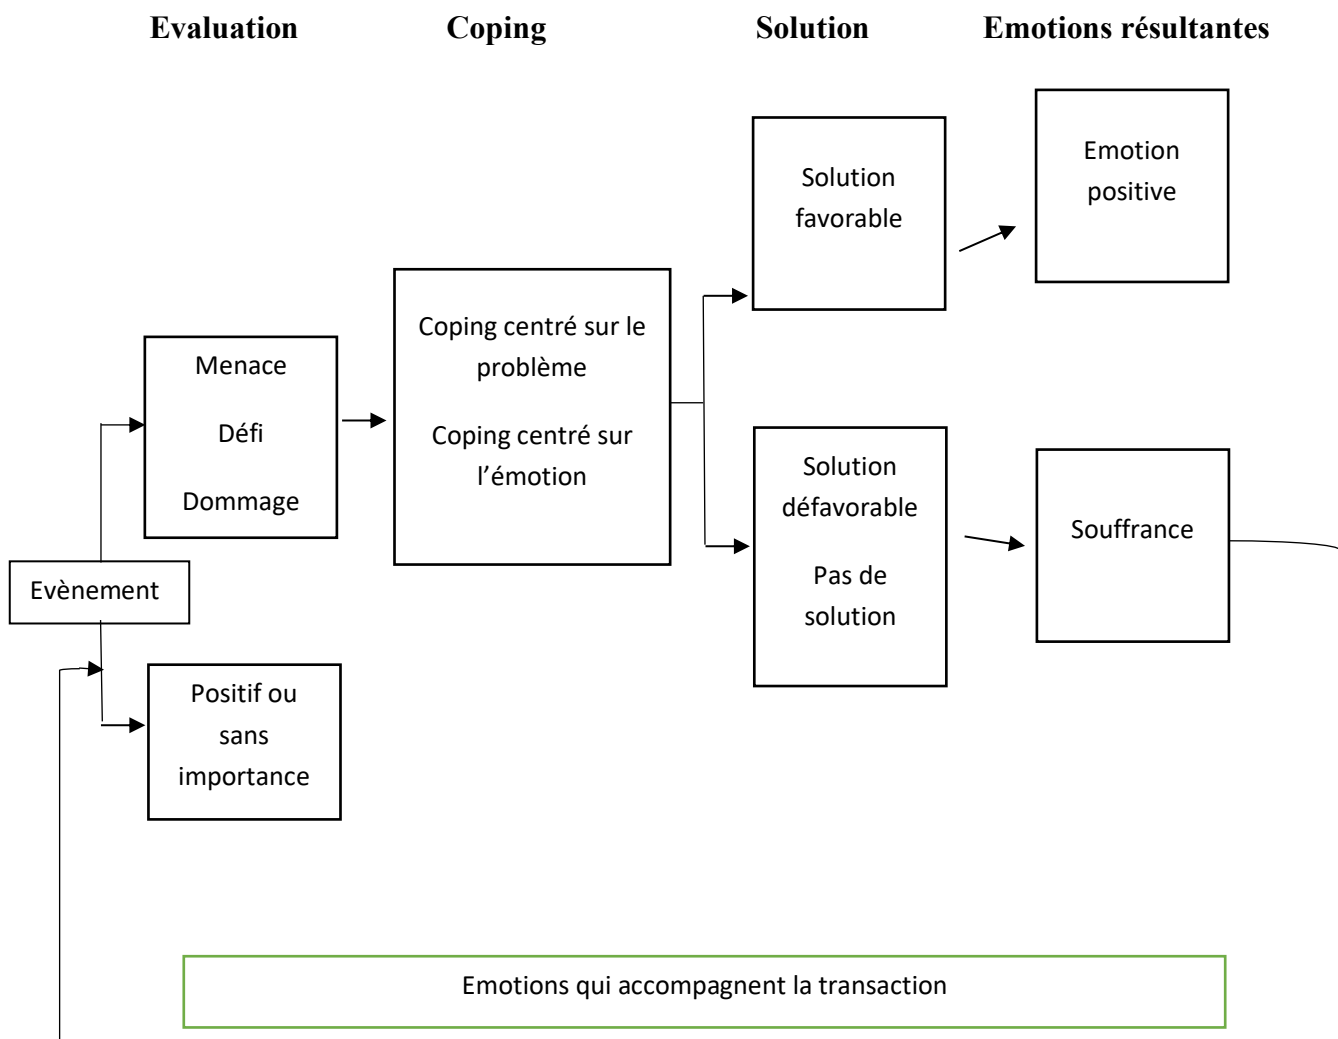 Evaluation
Coping
Solution
Emotions résultantes
Evènement
Menace
Défi
Dommage
Positif ou
sans
importance
Coping centré sur le
problème
Coping centré sur
l’émotion
Solution
favorable
Solution
défavorable
Pas de
solution
Emotion
positive
Souffrance
Emotions qui accompagnent la transaction